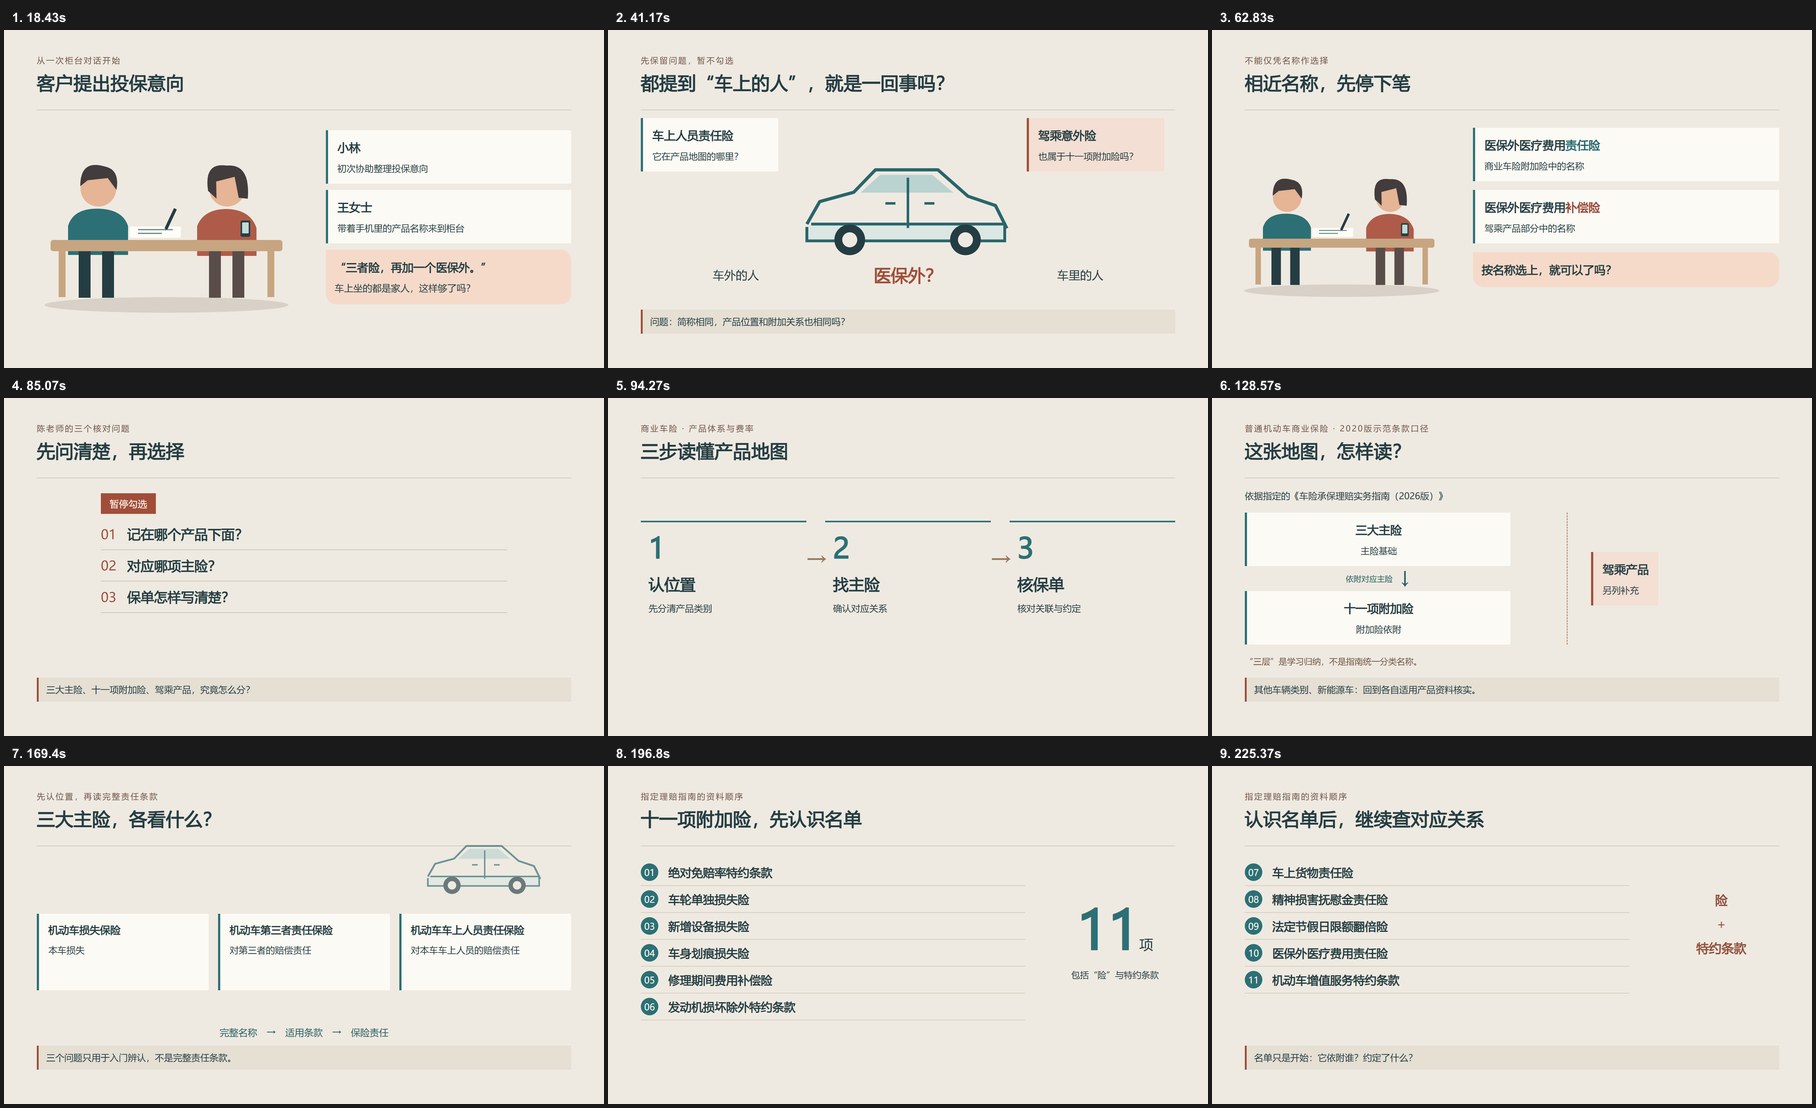 1. 18.43s
从一次柜台对话开始
客户提出投保意向
小林
初次协助整理投保意向
王女士
带着手机里的产品名称来到柜台
“三者险，再加一个医保外。”
车上坐的都是家人，这样够了吗？
2. 41.17s
先保留问题，暂不勾选
都提到“车上的人”，就是一回事吗？
车上人员责任险
它在产品地图的哪里？
驾乘意外险
也属于十一项附加险吗？
车外的人
医保外？
车里的人
问题：简称相同，产品位置和附加关系也相同吗？
3. 62.83s
不能仅凭名称作选择
相近名称，先停下笔
医保外医疗费用责任险
商业车险附加险中的名称
医保外医疗费用补偿险
驾乘产品部分中的名称
按名称选上，就可以了吗？
4. 85.07s
陈老师的三个核对问题
先问清楚，再选择
暂停勾选
01 记在哪个产品下面？
02 对应哪项主险？
03 保单怎样写清楚？
三大主险、十一项附加险、驾乘产品，究竟怎么分？
5. 94.27s
商业车险 · 产品体系与费率
三步读懂产品地图
1
认位置
先分清产品类别
→
2
找主险
确认对应关系
→
3
核保单
核对关联与约定
6. 128.57s
普通机动车商业保险 · 2020版示范条款口径
这张地图，怎样读？
依据指定的《车险承保理赔实务指南（2026版）》
三大主险
主险基础
依附对应主险 ↓
十一项附加险
附加险依附
驾乘产品
另列补充
“三层”是学习归纳，不是指南统一分类名称。
其他车辆类别、新能源车：回到各自适用产品资料核实。
7. 169.4s
先认位置，再读完整责任条款
三大主险，各看什么？
机动车损失保险
本车损失
机动车第三者责任保险
对第三者的赔偿责任
机动车车上人员责任保险
对本车车上人员的赔偿责任
完整名称 → 适用条款 → 保险责任
三个问题只用于入门辨认，不是完整责任条款。
8. 196.8s
指定理赔指南的资料顺序
十一项附加险，先认识名单
01 绝对免赔率特约条款
02 车轮单独损失险
03 新增设备损失险
04 车身划痕损失险
05 修理期间费用补偿险
06 发动机损坏除外特约条款
11项
包括“险”与特约条款
9. 225.37s
指定理赔指南的资料顺序
认识名单后，继续查对应关系
07 车上货物责任险
08 精神损害抚慰金责任险
09 法定节假日限额翻倍险
10 医保外医疗费用责任险
11 机动车增值服务特约条款
险
+
特约条款
名单只是开始：它依附谁？约定了什么？